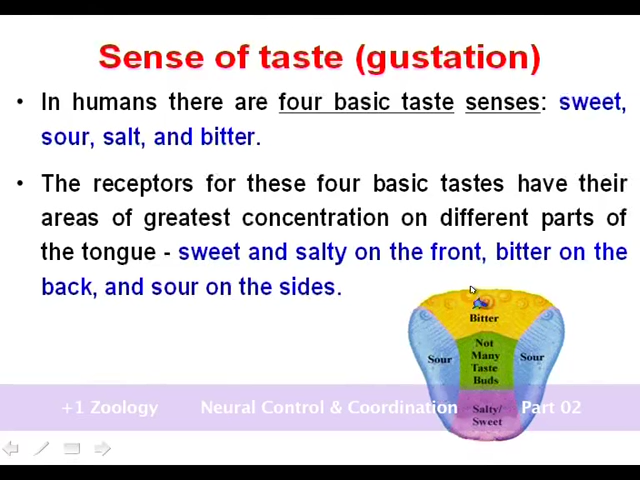 Sense of taste (gustation)
• In humans there are four basic taste senses: sweet,
sour, salt, and bitter.
• The receptors for these four basic tastes have their
areas of greatest concentration on different parts of
the tongue - sweet and salty on the front, bitter on the
back, and sour on the sides.
Bitter
Sour
Not
Many
Taste
Buds
Sour
Salty/
Sweet
+1 Zoology Neural Control & Coordination Part 02